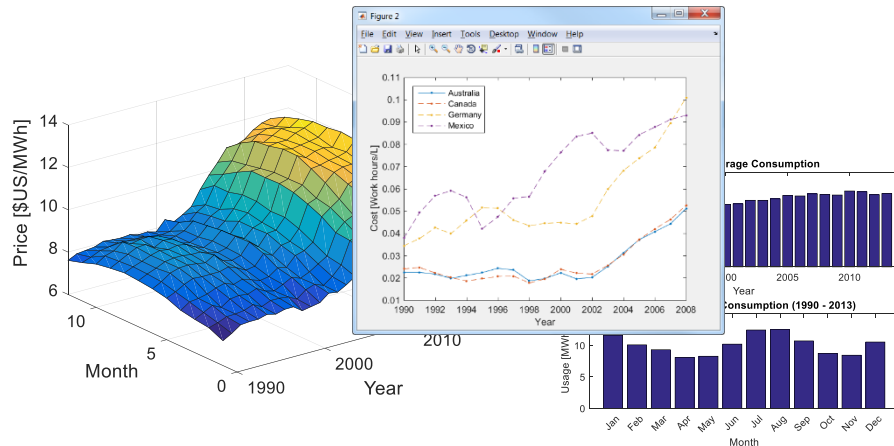 Figure 2
File Edit View Insert Tools Desktop Window Help
0.11
0.1
0.09
0.08
0.07
0.06
0.05
0.04
0.03
0.02
0.01
Cost [Work hours/L]
Australia
Canada
Germany
Mexico
1990 1992 1994 1996 1998 2000 2002 2004 2006 2008
Year
14
12
10
8
6
Price [$US/MWh]
10
5
0
Month
1990
2000
2010
Year
rage Consumption
00 2005 2010
Year
Consumption (1990 - 2013)
10
5
0
Usage [MWh
Jan Feb Mar Apr May Jun Jul Aug Sep Oct Nov Dec
Month